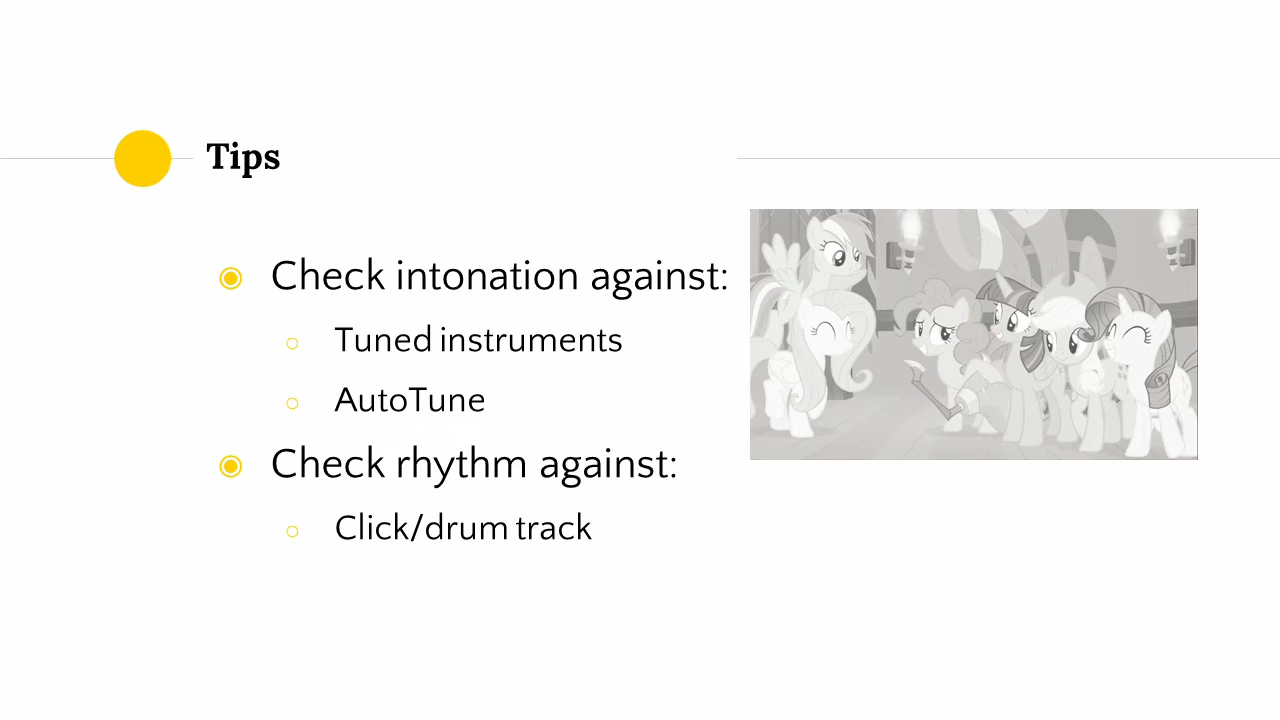 Tips
Check intonation against:
Tuned instruments
AutoTune
Check rhythm against:
Click/drum track